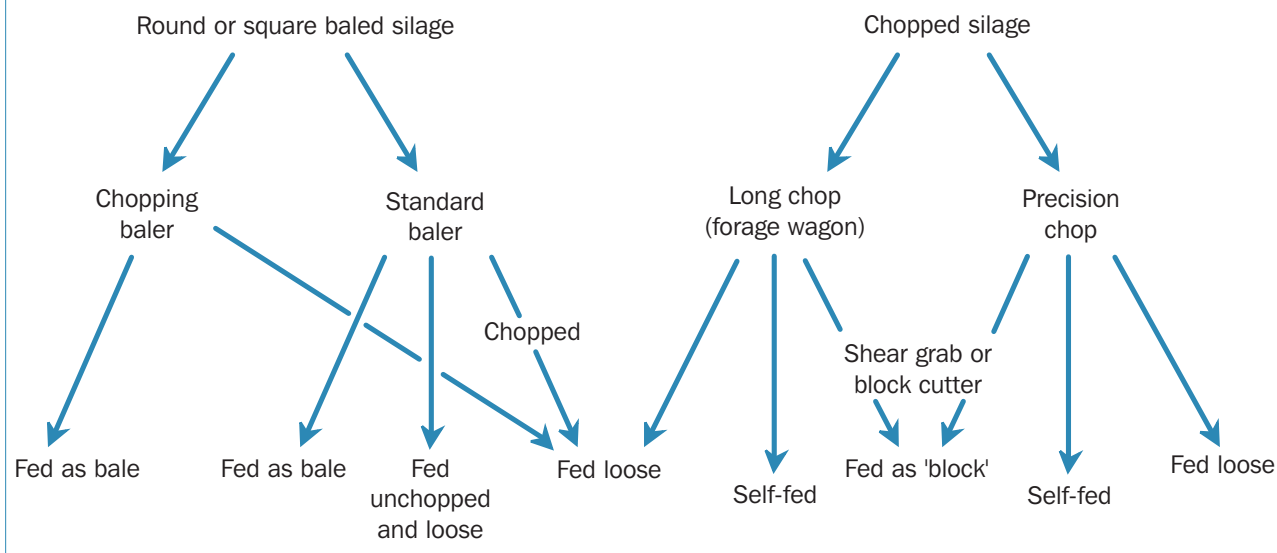 Round or square baled silage
Chopped silage
Chopping
baler
Standard
baler
Long chop
(forage wagon)
Precision
chop
Chopped
Shear grab or
block cutter
Fed as bale
Fed as bale
Fed
unchopped
and loose
Fed loose
Self-fed
Fed as 'block'
Self-fed
Fed loose